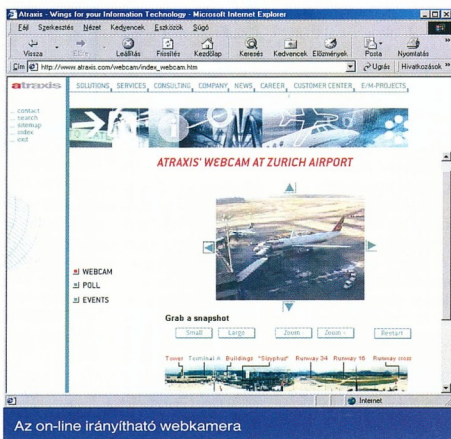 Atraxis - Wings for your Information Technology - Microsoft Internet Explorer
Fájl Szerkesztés Nézet Kedvencek Eszközök Súgó
Vissza Előre Leállítás Frissítés Kezdőlap Keresés Kedvencek Előzmények Posta Nyomtatás
Cím http://www.atraxis.com/webcam/index_webcam.htm Ugrás Hivatkozások »
atraxis SOLUTIONS SERVICES CONSULTING COMPANY NEWS CAREER CUSTOMER CENTER E/M-PROJECTS
contact
search
sitemap
index
exit
ATRAXIS' WEBCAM AT ZURICH AIRPORT
WEBCAM
POLL
EVENTS
Grab a snapshot
Small Large Zoom Zoom - Restart
Tower Terminal A Buildings "Sisyphus" Runway 34 Runway 16 Runway cross
Internet
Az on-line irányítható webkamera